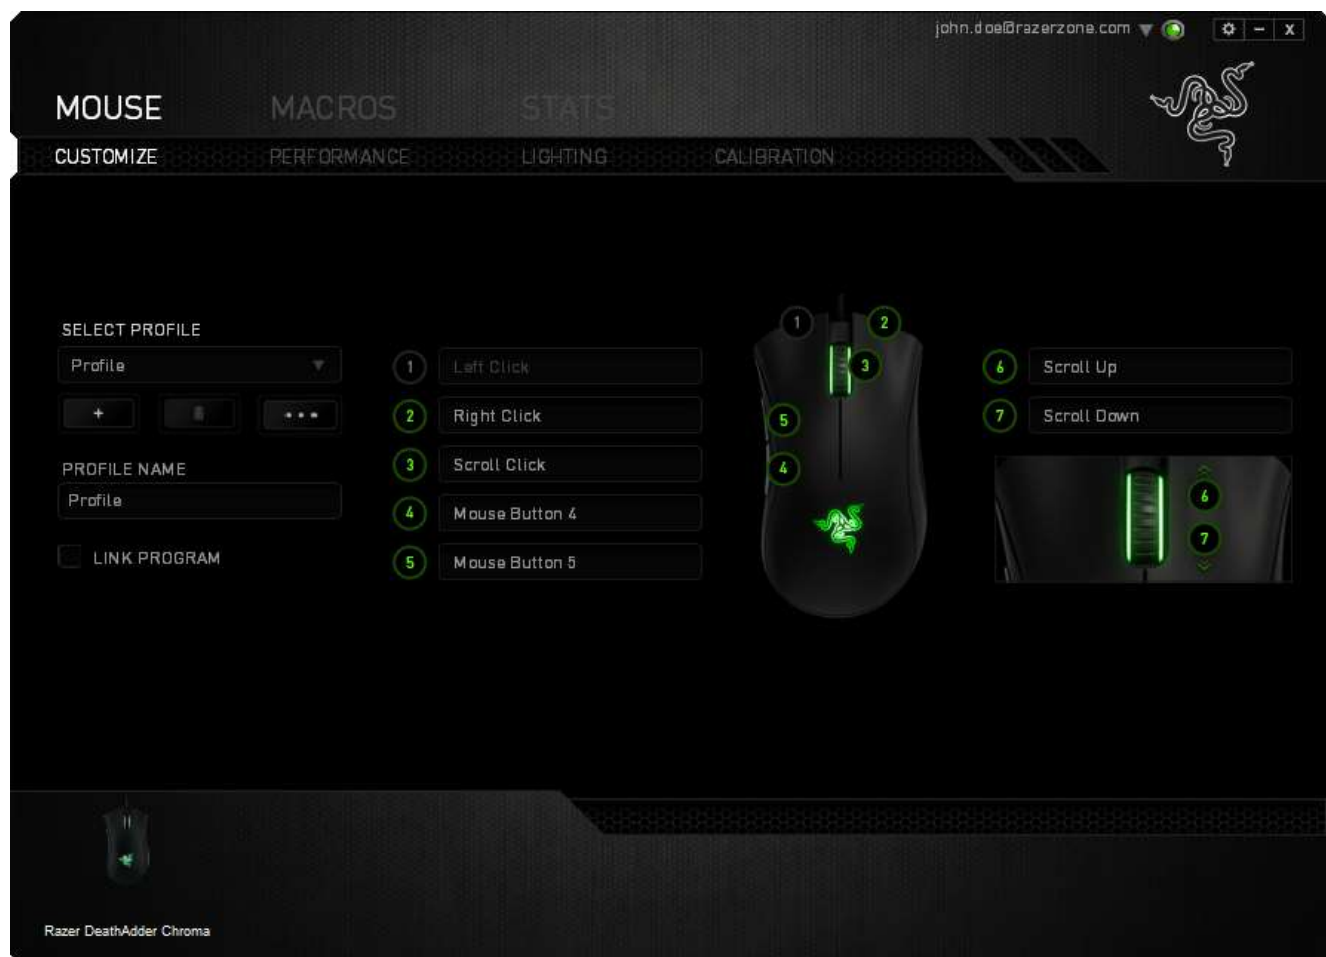 john.doe@razerzone.com
x
MOUSE MACROS STATS
CUSTOMIZE PERFORMANCE LIGHTING CALIBRATION
SELECT PROFILE
Profile
+
PROFILE NAME
Profile
LINK PROGRAM
1 Left Click
2 Right Click
3 Scroll Click
4 Mouse Button 4
5 Mouse Button 5
1 2
3
5
4
6 Scroll Up
7 Scroll Down
6
7
Razer DeathAdder Chroma